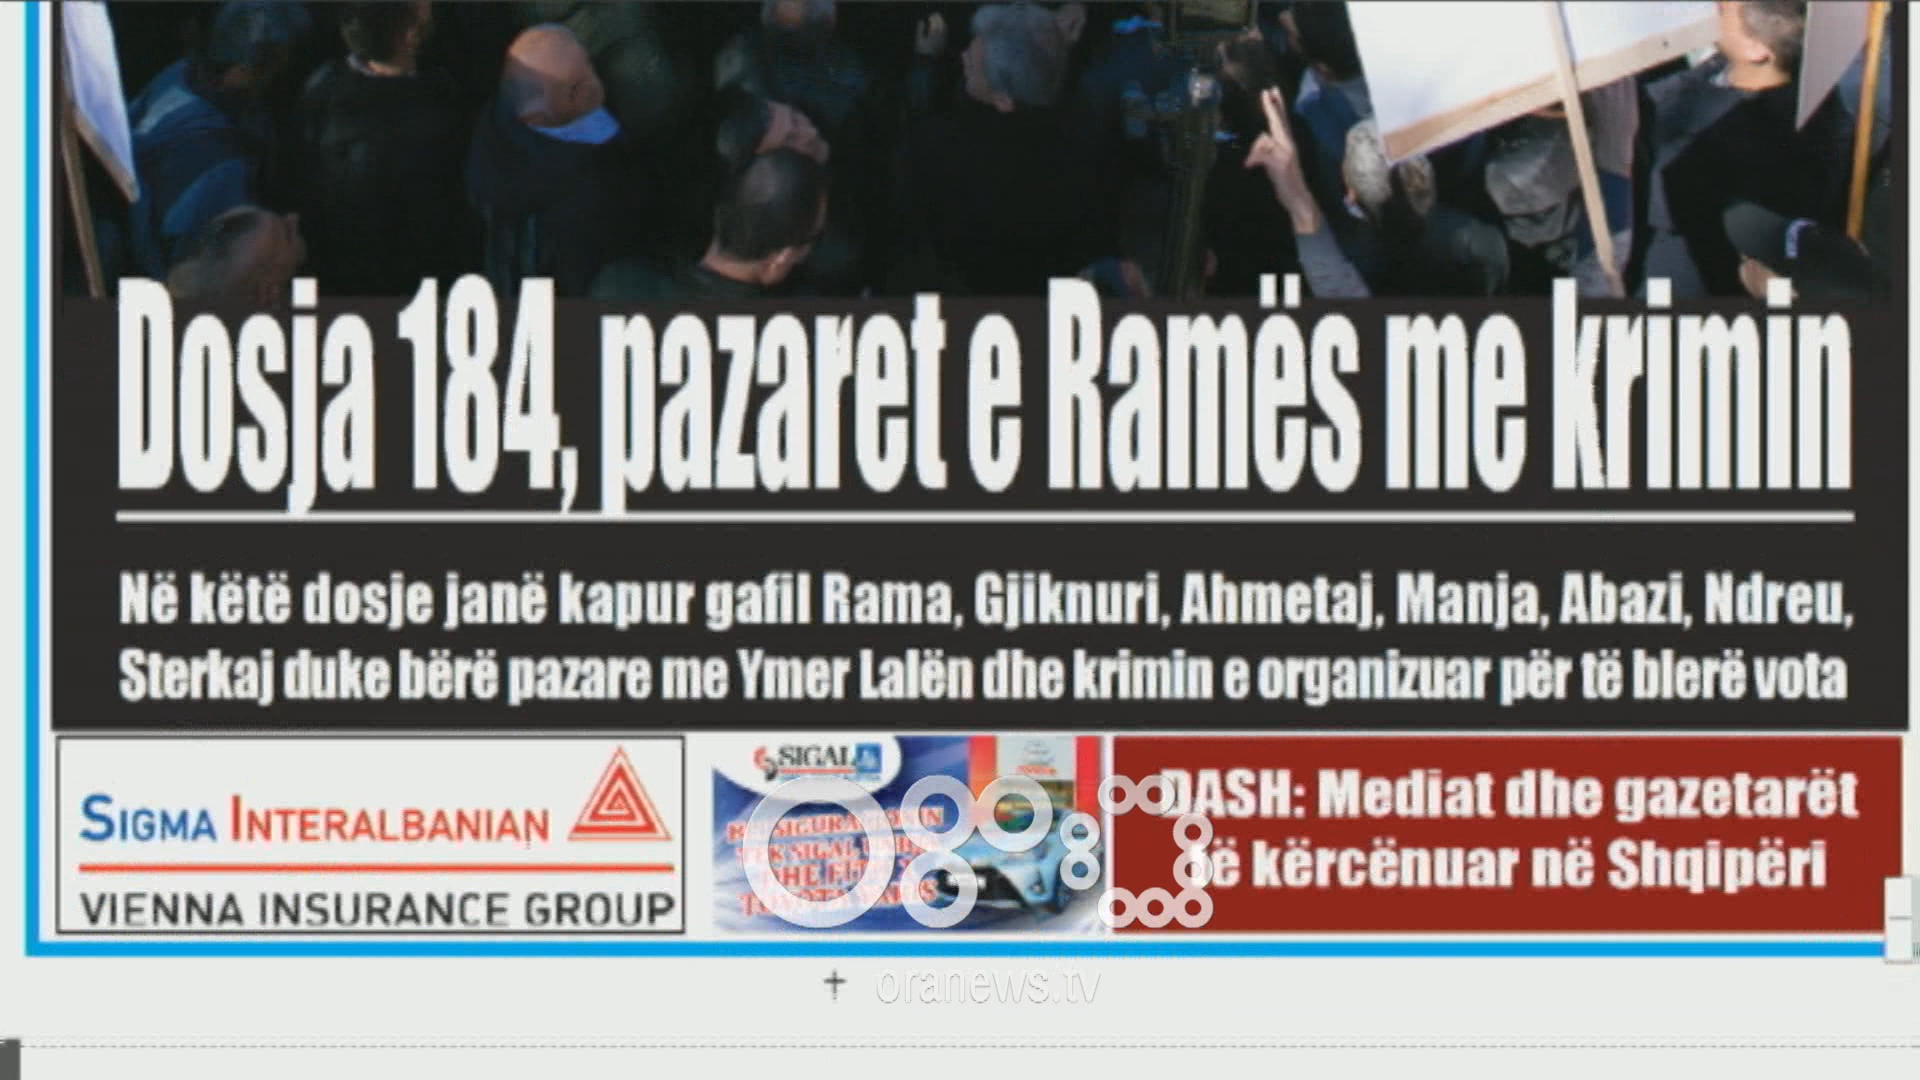 Dosja 184, pazaret e Ramës me krimin
Në këtë dosje janë kapur gafil Rama, Gjiknuri, Ahmetaj, Manja, Abazi, Ndreu,
Sterkaj duke bërë pazare me Ymer Lalën dhe krimin e organizuar për të blerë vota
SIGMA INTERALBANIAN
VIENNA INSURANCE GROUP
SIGAL
DASH: Mediat dhe gazetarët
të kërcënuar në Shqipëri
oranews.tv